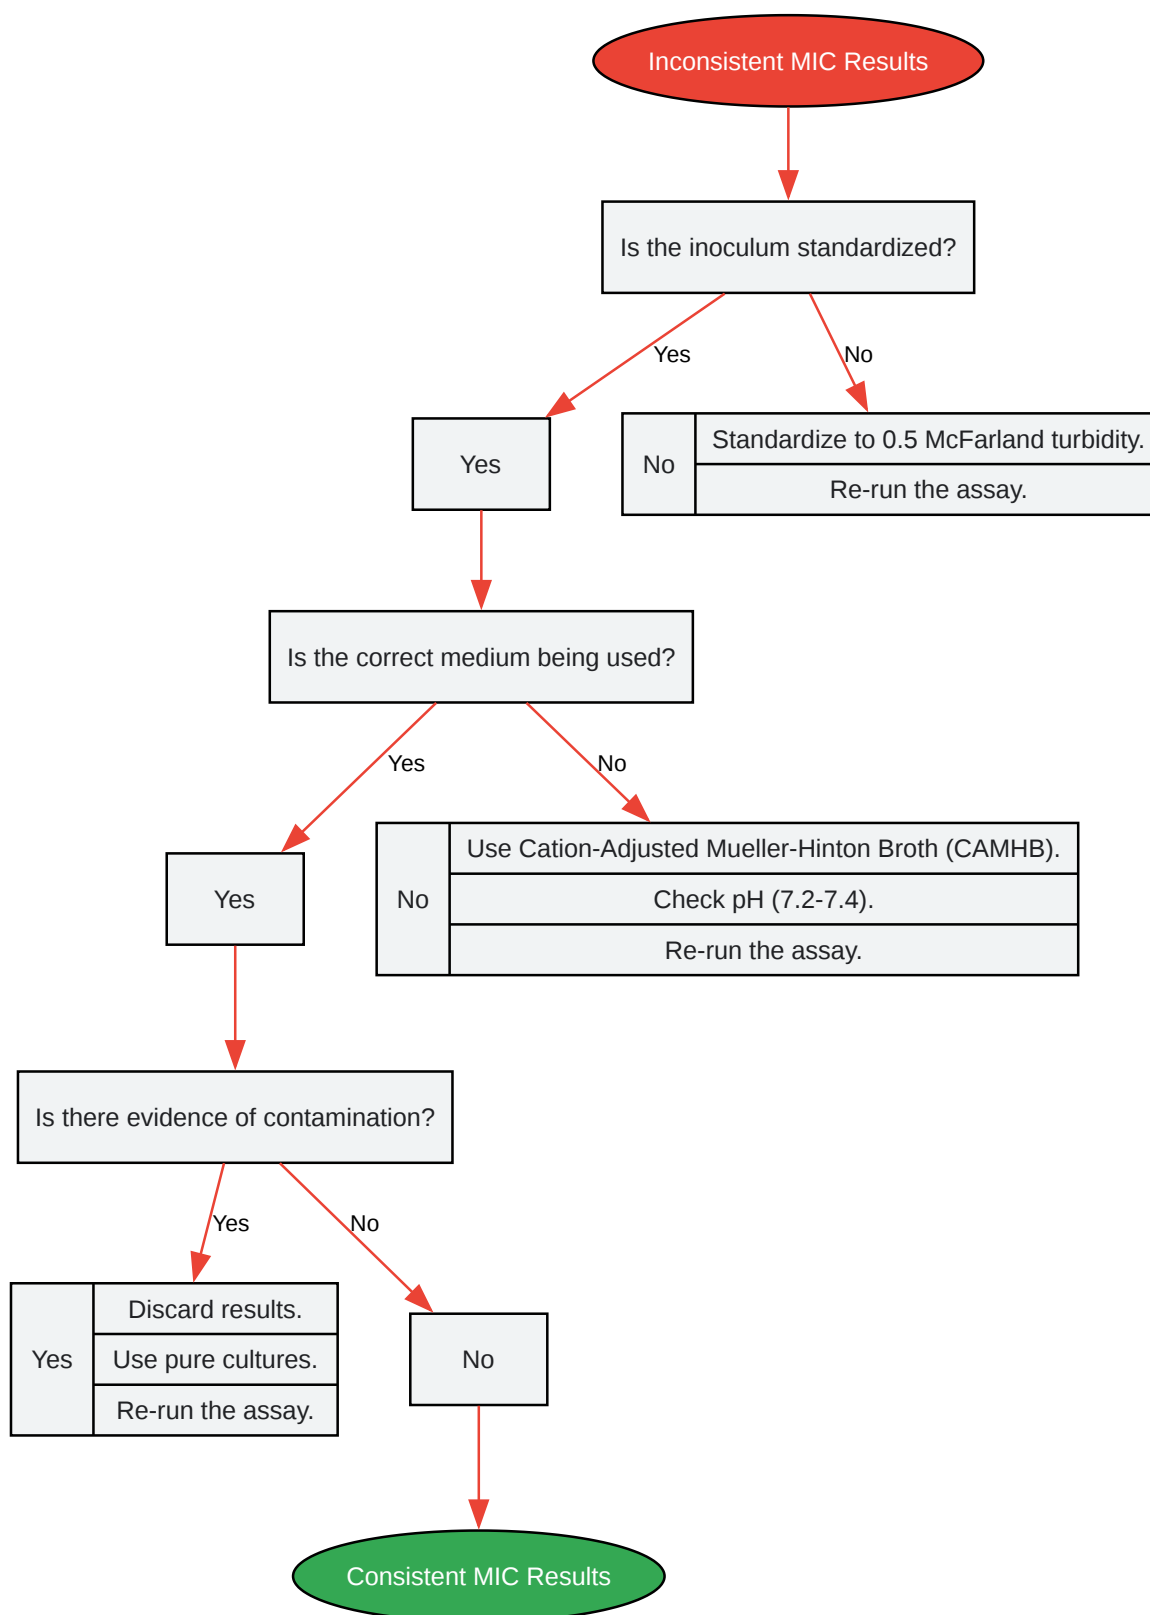 Inconsistent MIC Results
Is the inoculum standardized?
Yes
No
Yes
No
Standardize to 0.5 McFarland turbidity.
Re-run the assay.
Is the correct medium being used?
Yes
No
Yes
No
Use Cation-Adjusted Mueller-Hinton Broth (CAMHB).
Check pH (7.2-7.4).
Re-run the assay.
Is there evidence of contamination?
Yes
No
Yes
Discard results.
Use pure cultures.
Re-run the assay.
No
Consistent MIC Results